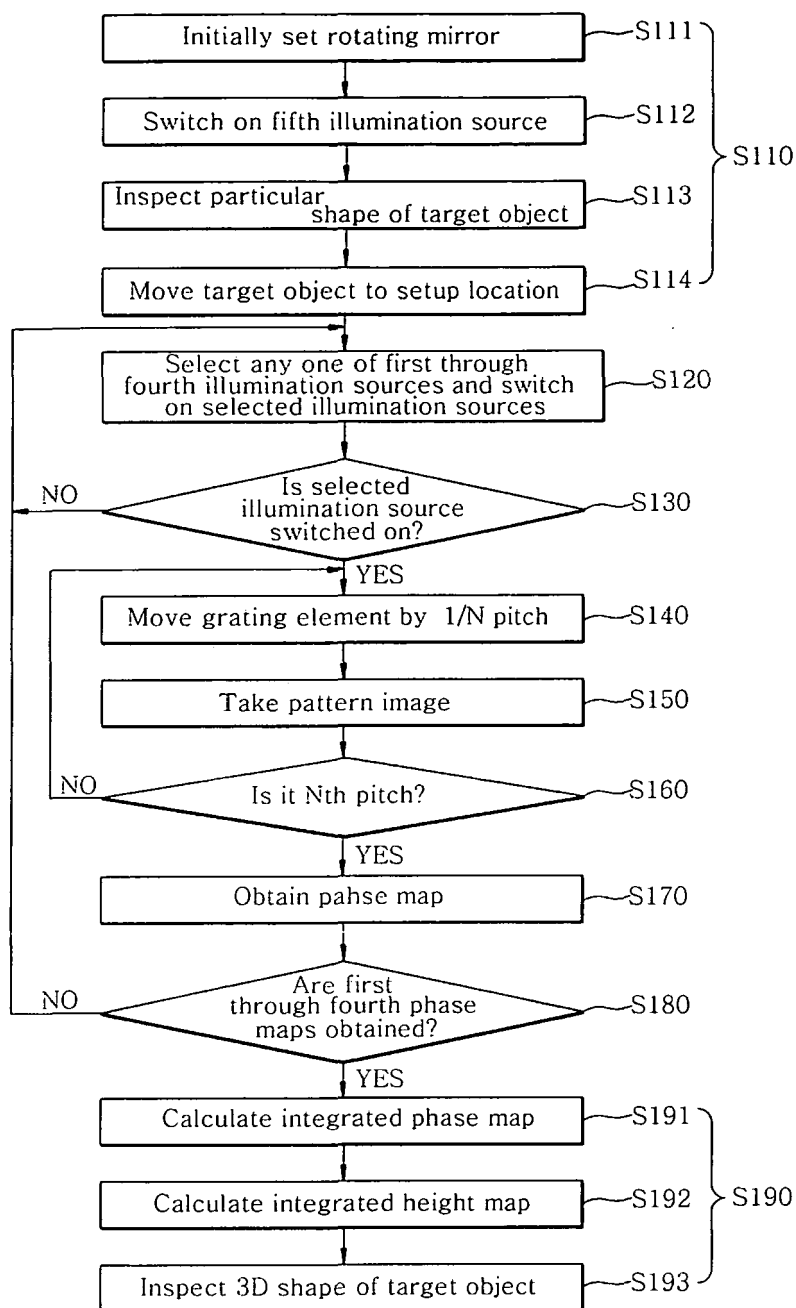 Initially set rotating mirror
S111
Switch on fifth illumination source
S112
S110
Inspect particular
shape of target object
S113
Move target object to setup location
S114
Select any one of first through
fourth illumination sources and switch
on selected illumination sources
S120
NO
Is selected
illumination source
switched on?
S130
YES
Move grating element by 1/N pitch
S140
Take pattern image
S150
NO
Is it Nth pitch?
S160
YES
Obtain pahse map
S170
NO
Are first
through fourth phase
maps obtained?
S180
YES
Calculate integrated phase map
S191
Calculate integrated height map
S192
S190
Inspect 3D shape of target object
S193